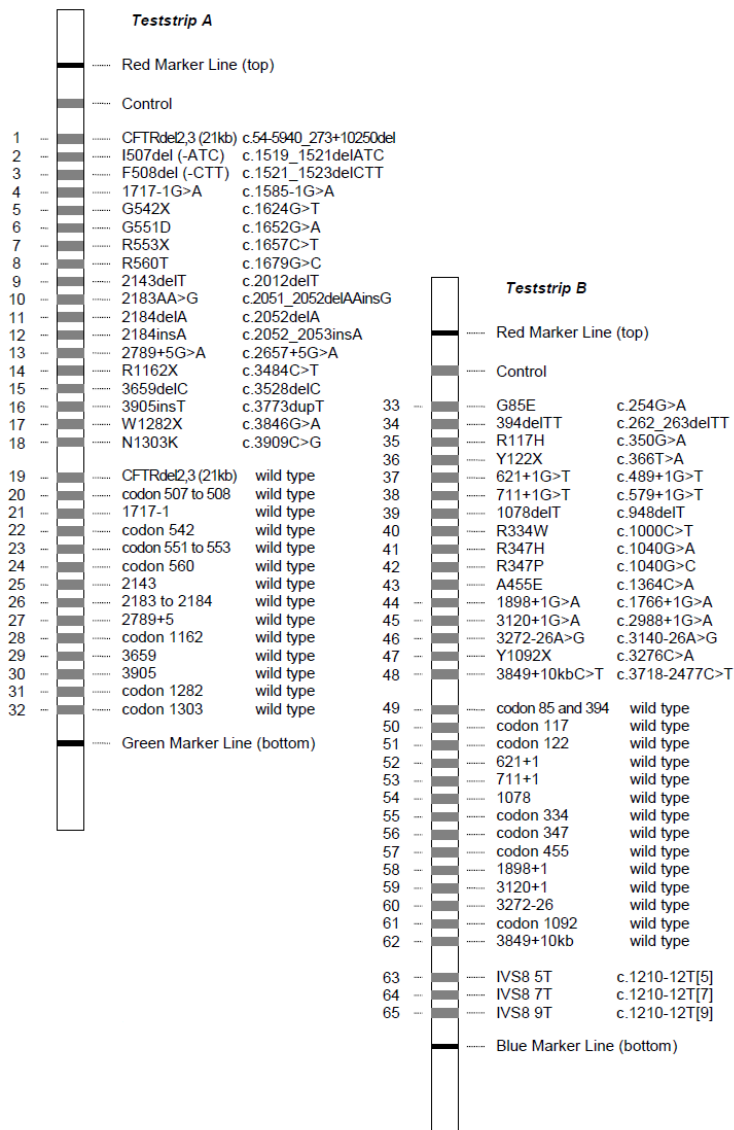 Teststrip A
Red Marker Line (top)
Control
1 CFTRdel2,3 (21kb) c.54-5940_273+10250del
2 I507del (-ATC) c.1519_1521delATC
3 F508del (-CTT) c.1521_1523delCTT
4 1717-1G>A c.1585-1G>A
5 G542X c.1624G>T
6 G551D c.1652G>A
7 R553X c.1657C>T
8 R560T c.1679G>C
9 2143delT c.2012delT
10 2183AA>G c.2051_2052delAAinsG
11 2184delA c.2052delA
12 2184insA c.2052_2053insA
13 2789+5G>A c.2657+5G>A
14 R1162X c.3484C>T
15 3659delC c.3528delC
16 3905insT c.3773dupT
17 W1282X c.3846G>A
18 N1303K c.3909C>G
19 CFTRdel2,3 (21kb) wild type
20 codon 507 to 508 wild type
21 1717-1 wild type
22 codon 542 wild type
23 codon 551 to 553 wild type
24 codon 560 wild type
25 2143 wild type
26 2183 to 2184 wild type
27 2789+5 wild type
28 codon 1162 wild type
29 3659 wild type
30 3905 wild type
31 codon 1282 wild type
32 codon 1303 wild type
Green Marker Line (bottom)
Teststrip B
Red Marker Line (top)
Control
33 G85E c.254G>A
34 394delTT c.262_263delTT
35 R117H c.350G>A
36 Y122X c.366T>A
37 621+1G>T c.489+1G>T
38 711+1G>T c.579+1G>T
39 1078delT c.948delT
40 R334W c.1000C>T
41 R347H c.1040G>A
42 R347P c.1040G>C
43 A455E c.1364C>A
44 1898+1G>A c.1766+1G>A
45 3120+1G>A c.2988+1G>A
46 3272-26A>G c.3140-26A>G
47 Y1092X c.3276C>A
48 3849+10kbC>T c.3718-2477C>T
49 codon 85 and 394 wild type
50 codon 117 wild type
51 codon 122 wild type
52 621+1 wild type
53 711+1 wild type
54 1078 wild type
55 codon 334 wild type
56 codon 347 wild type
57 codon 455 wild type
58 1898+1 wild type
59 3120+1 wild type
60 3272-26 wild type
61 codon 1092 wild type
62 3849+10kb wild type
63 IVS8 5T c.1210-12T[5]
64 IVS8 7T c.1210-12T[7]
65 IVS8 9T c.1210-12T[9]
Blue Marker Line (bottom)